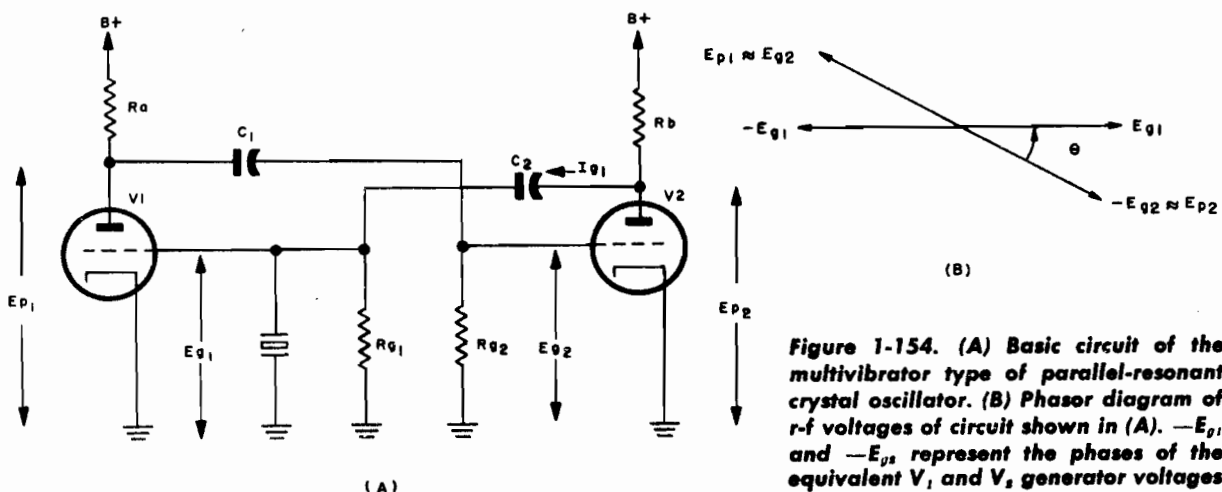 B+
B+
Ra
C1
Rb
C2
Ig1
V1
V2
Ep1
Eg1
Rg1
Rg2
Eg2
Ep2
(A)
Ep1 ≈ Eg2
-Eg1
Eg1
θ
-Eg2 ≈ Ep2
(B)
Figure 1-154. (A) Basic circuit of the
multivibrator type of parallel-resonant
crystal oscillator. (B) Phasor diagram of
r-f voltages of circuit shown in (A). —Eg1
and —Eg2 represent the phases of the
equivalent V1 and V2 generator voltages